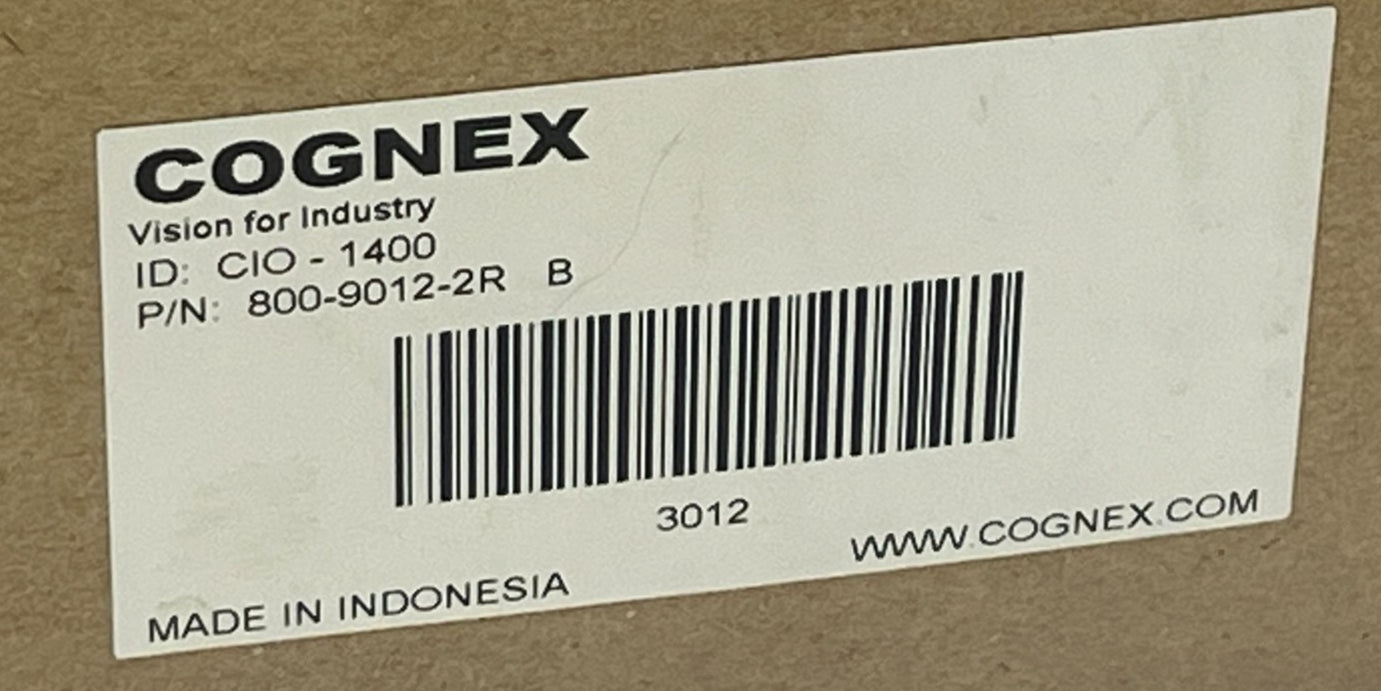 COGNEX
Vision for Industry
ID: CIO - 1400
P/N: 800-9012-2R B
3012
WWW.COGNEX.COM
MADE IN INDONESIA